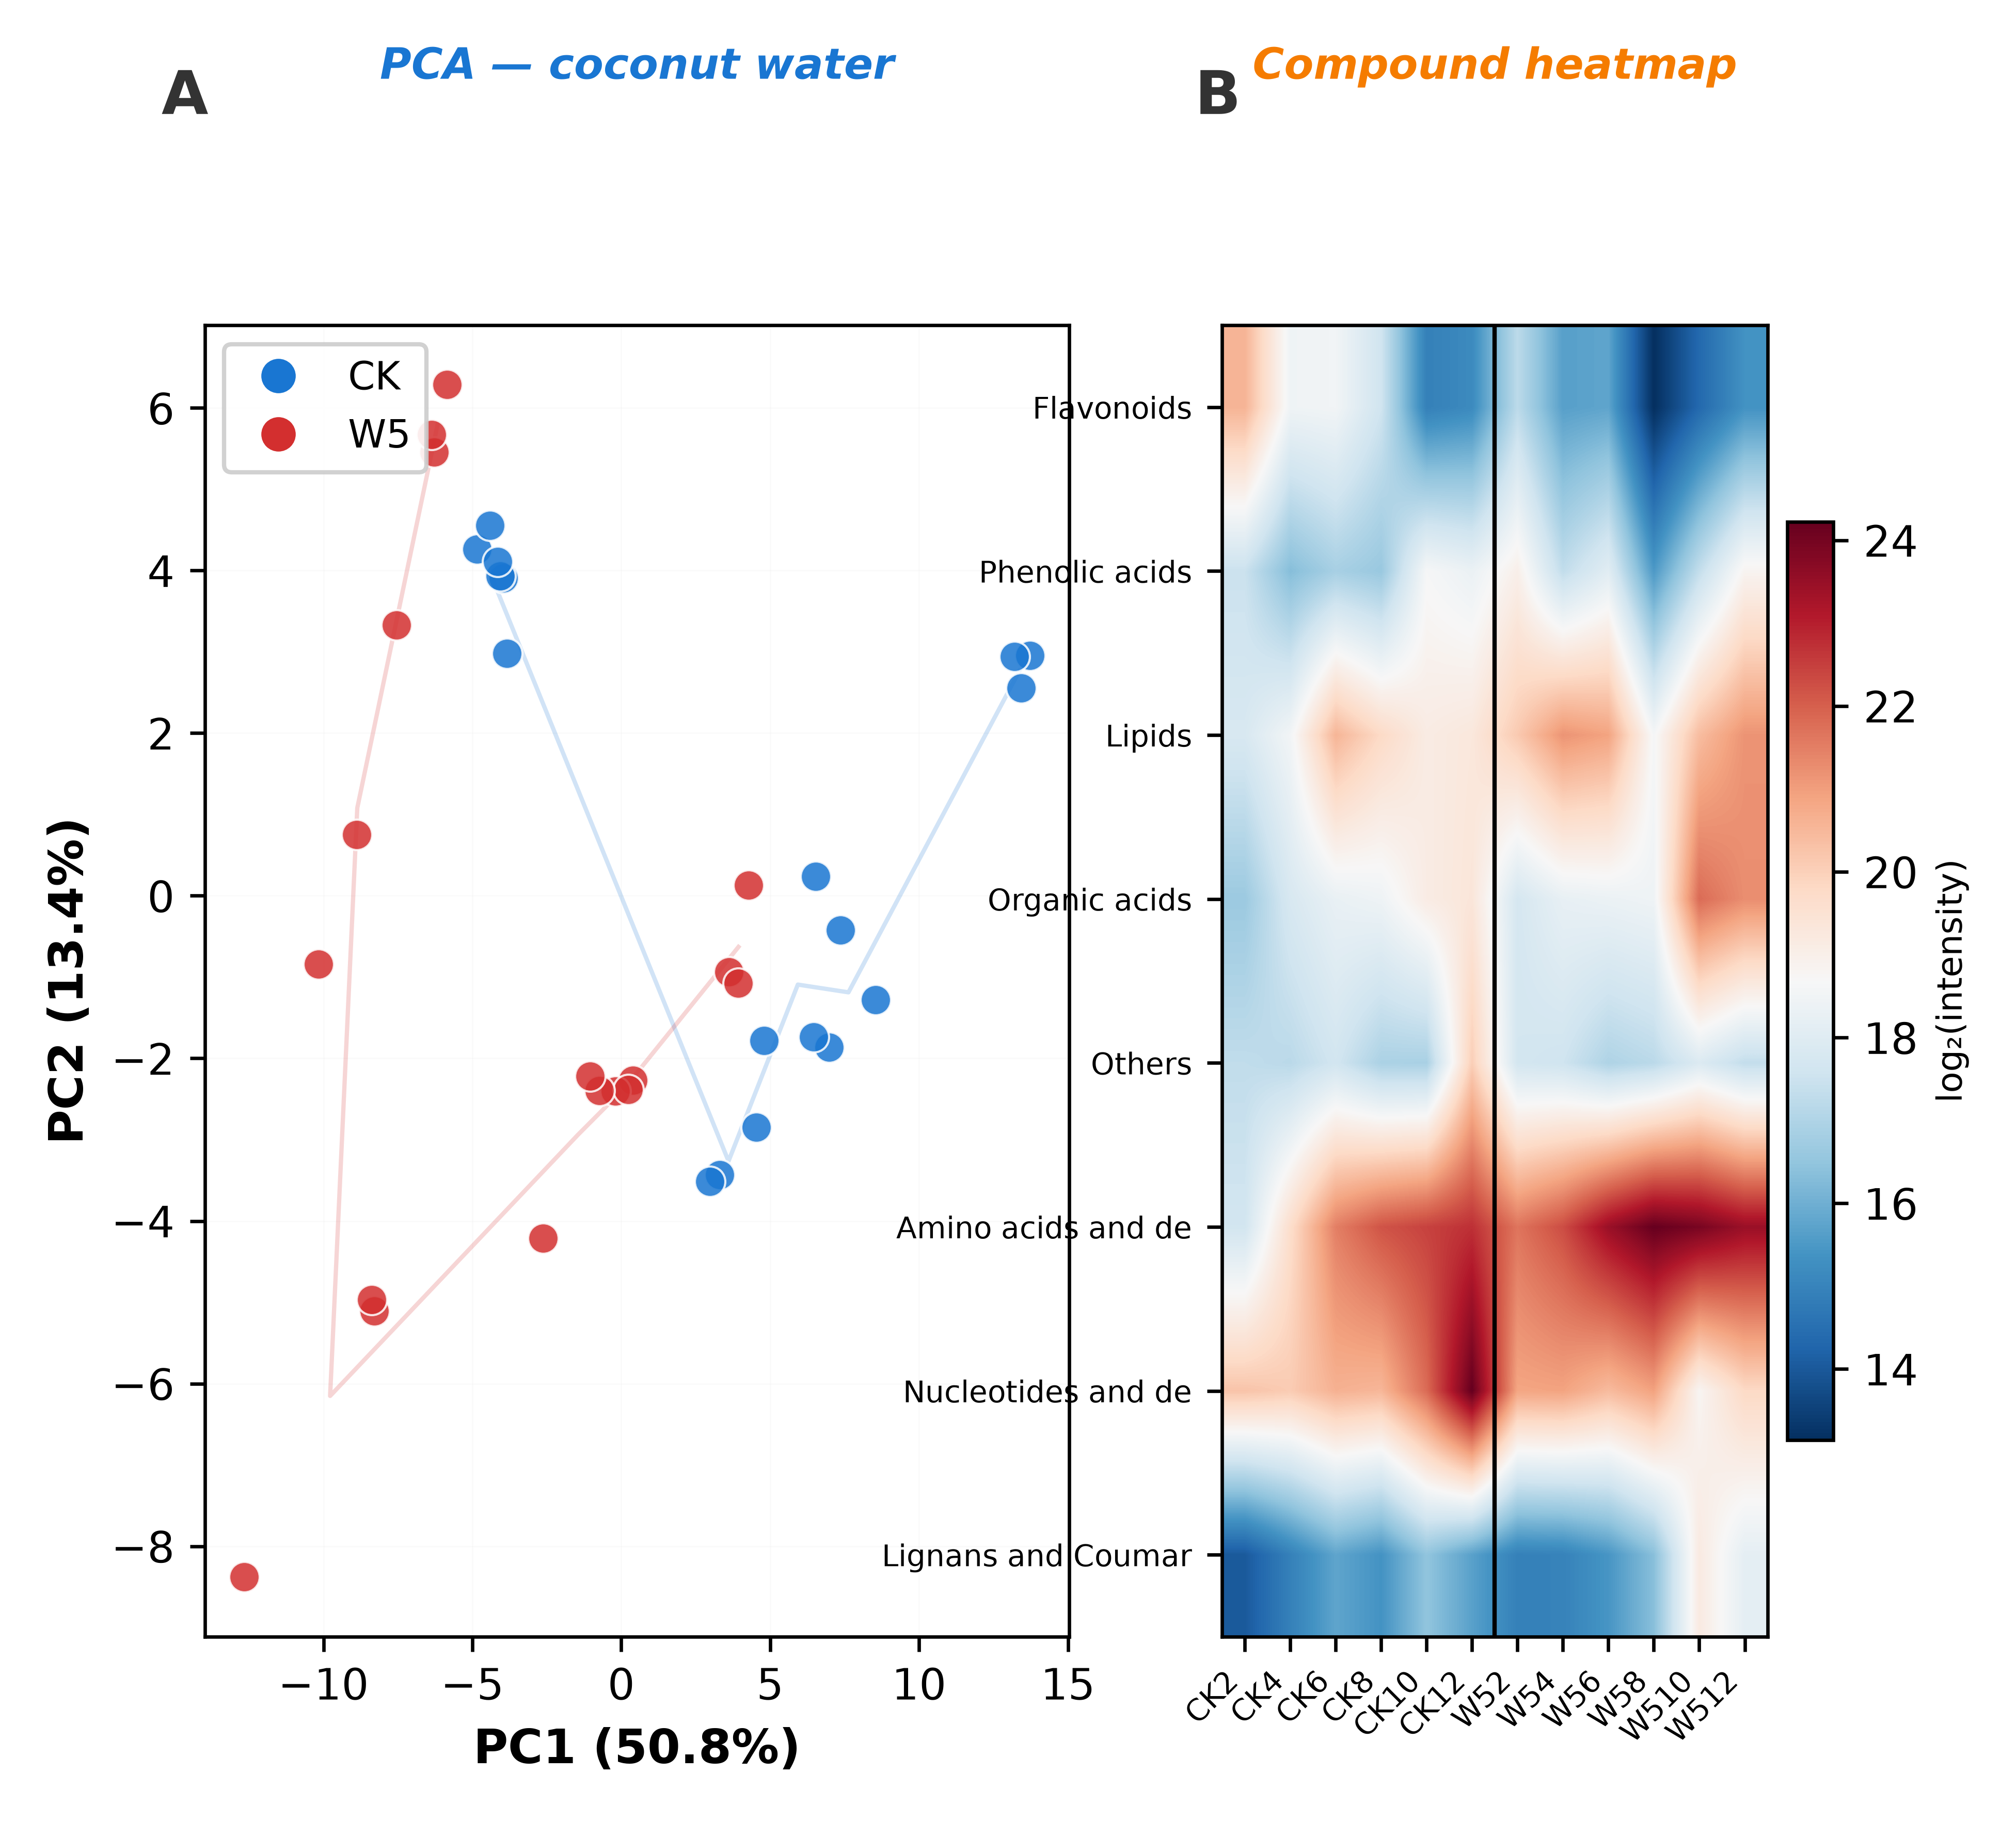 PCA — coconut water
A
CK
W5
6
4
2
0
−2
−4
−6
−8
PC2 (13.4%)
−10
−5
0
5
10
15
PC1 (50.8%)
Compound heatmap
B
Flavonoids
Phenolic acids
Lipids
Organic acids
Others
Amino acids and de
Nucleotides and de
Lignans and Coumar
CK2
CK4
CK6
CK8
CK10
CK12
W52
W54
W56
W58
W510
W512
24
22
20
18
16
14
log₂(intensity)